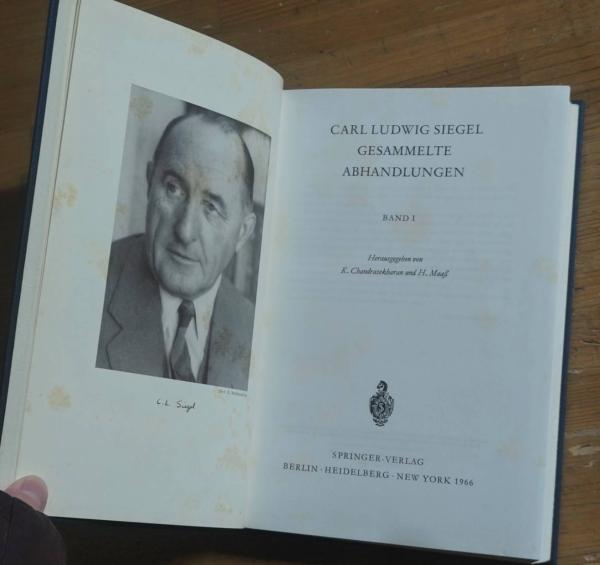 C. L. Siegel
CARL LUDWIG SIEGEL
GESAMMELTE
ABHANDLUNGEN
BAND I
Herausgegeben von
K. Chandrasekharan und H. Maaß
SPRINGER-VERLAG
BERLIN · HEIDELBERG · NEW YORK 1966